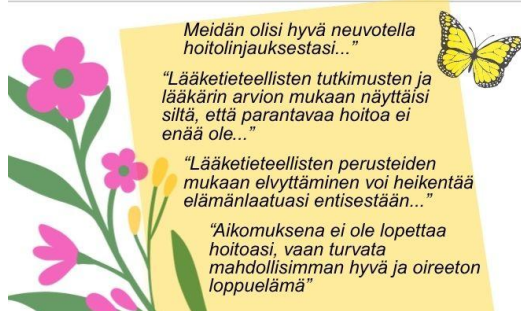 Meidän olisi hyvä neuvotella
hoitolinjauksestasi..."
“Lääketieteellisten tutkimusten ja
lääkärin arvion mukaan näyttäisi
siltä, että parantavaa hoitoa ei
enää ole..."
“Lääketieteellisten perusteiden
mukaan elvyttäminen voi heikentää
elämänlaatuasi entisestään..."
“Aikomuksena ei ole lopettaa
hoitoasi, vaan turvata
mahdollisimman hyvä ja oireeton
loppuelämä”